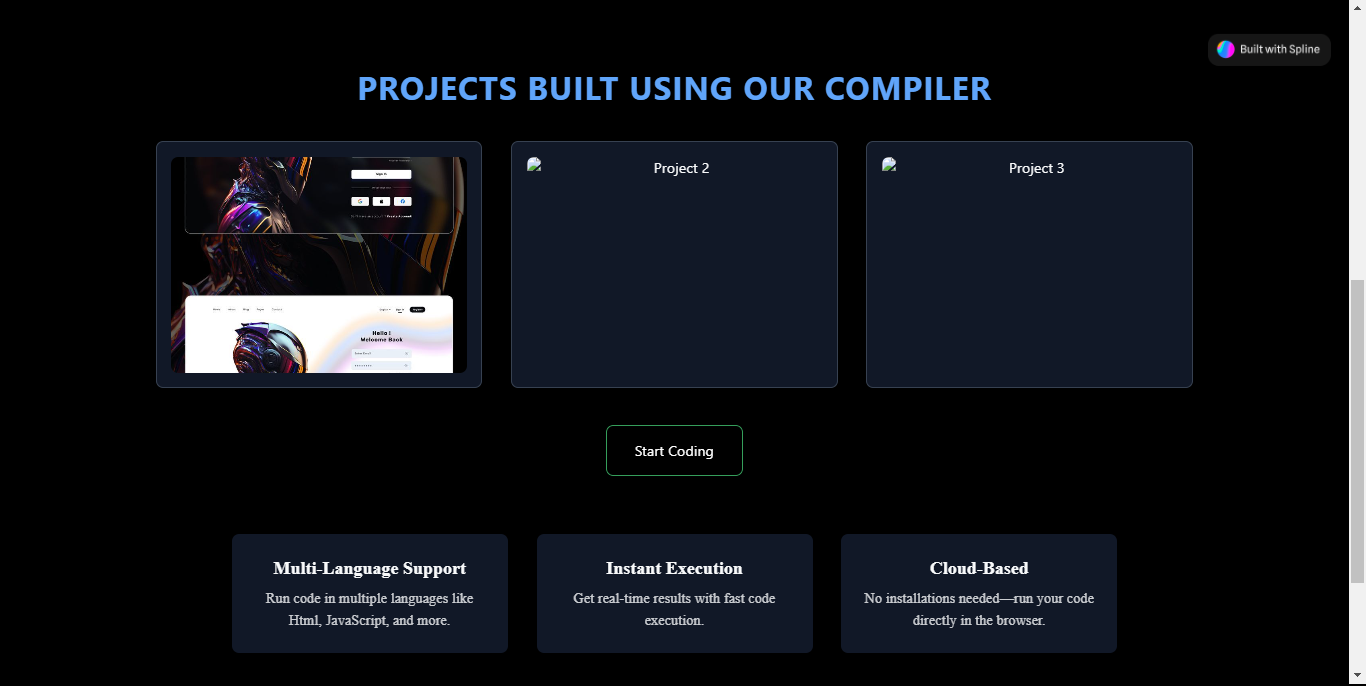 Built with Spline
PROJECTS BUILT USING OUR COMPILER
Sign In
Project 2
Project 3
Hello !
Welcome Back
Start Coding
Multi-Language Support
Run code in multiple languages like
Html, JavaScript, and more.
Instant Execution
Get real-time results with fast code
execution.
Cloud-Based
No installations needed—run your code
directly in the browser.